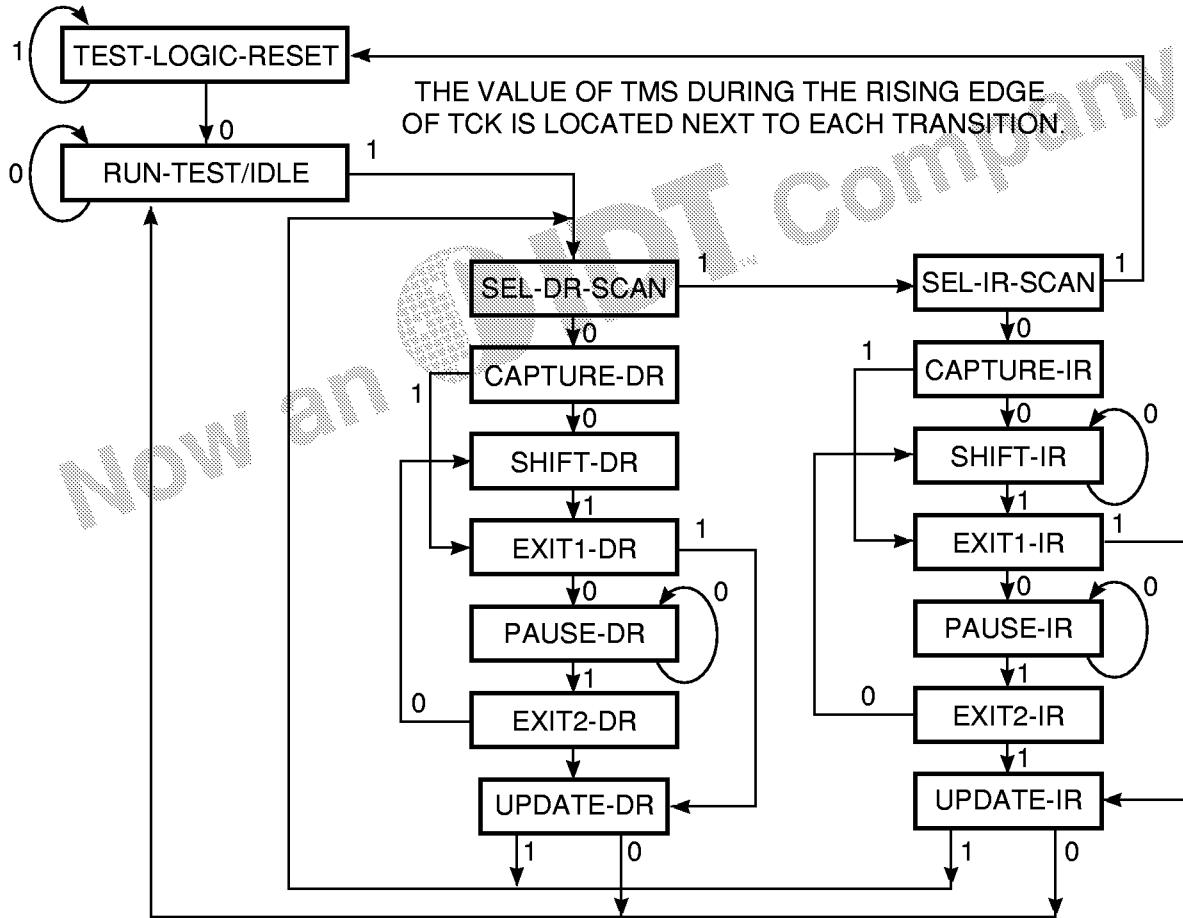 1
TEST-LOGIC-RESET
THE VALUE OF TMS DURING THE RISING EDGE
OF TCK IS LOCATED NEXT TO EACH TRANSITION.
0
0
RUN-TEST/IDLE
1
SEL-DR-SCAN
1
SEL-IR-SCAN
1
0
0
1
CAPTURE-DR
1
CAPTURE-IR
0
0
SHIFT-DR
SHIFT-IR
0
1
1
EXIT1-DR
1
EXIT1-IR
1
0
0
PAUSE-DR
0
PAUSE-IR
0
1
1
0
EXIT2-DR
0
EXIT2-IR
1
UPDATE-DR
UPDATE-IR
1
0
1
0
Now an IDT Company
TM